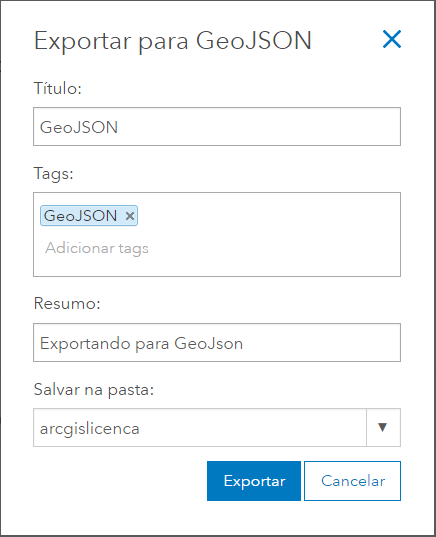 Exportar para GeoJSON
Título:
GeoJSON
Tags:
GeoJSON ×
Adicionar tags
Resumo:
Exportando para GeoJson
Salvar na pasta:
arcgislicenca
Exportar Cancelar